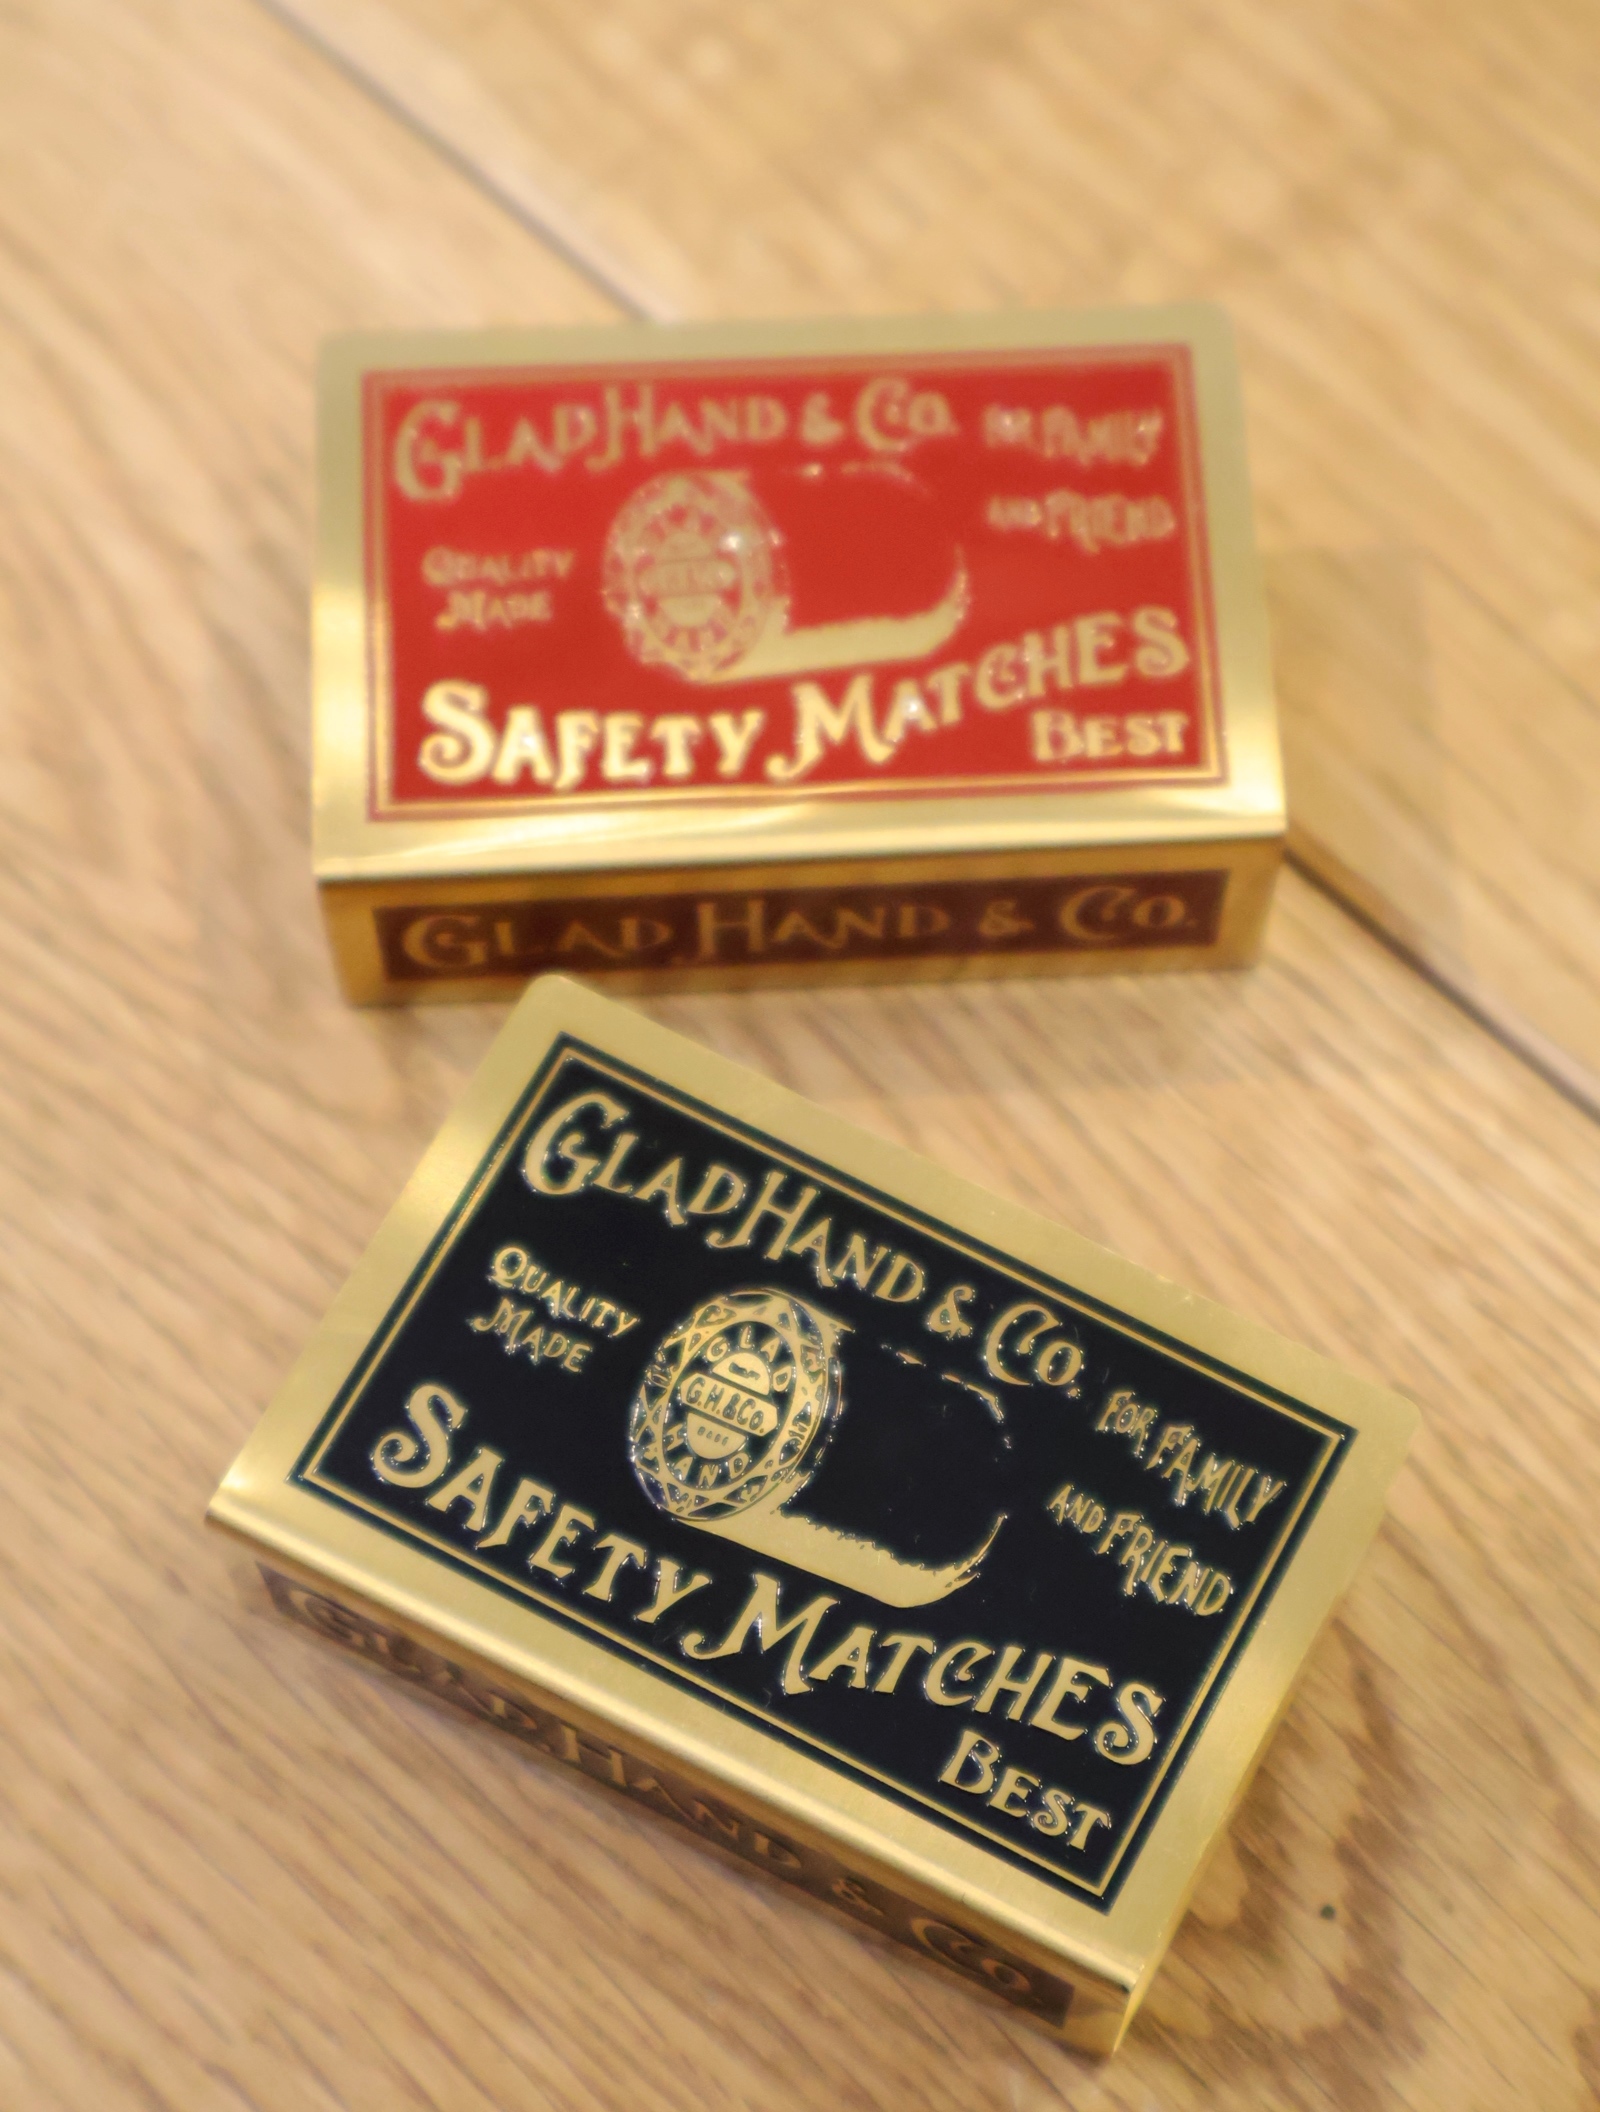 GLAD HAND & Co.
FOR FAMILY
AND FRIEND
QUALITY
MADE
SAFETY MATCHES
BEST
GLAD HAND & Co.
GLAD HAND & Co.
FOR FAMILY
AND FRIEND
QUALITY
MADE
GLAD
G.H.&CO.
HAND
SAFETY MATCHES
BEST
GLAD HAND & Co.